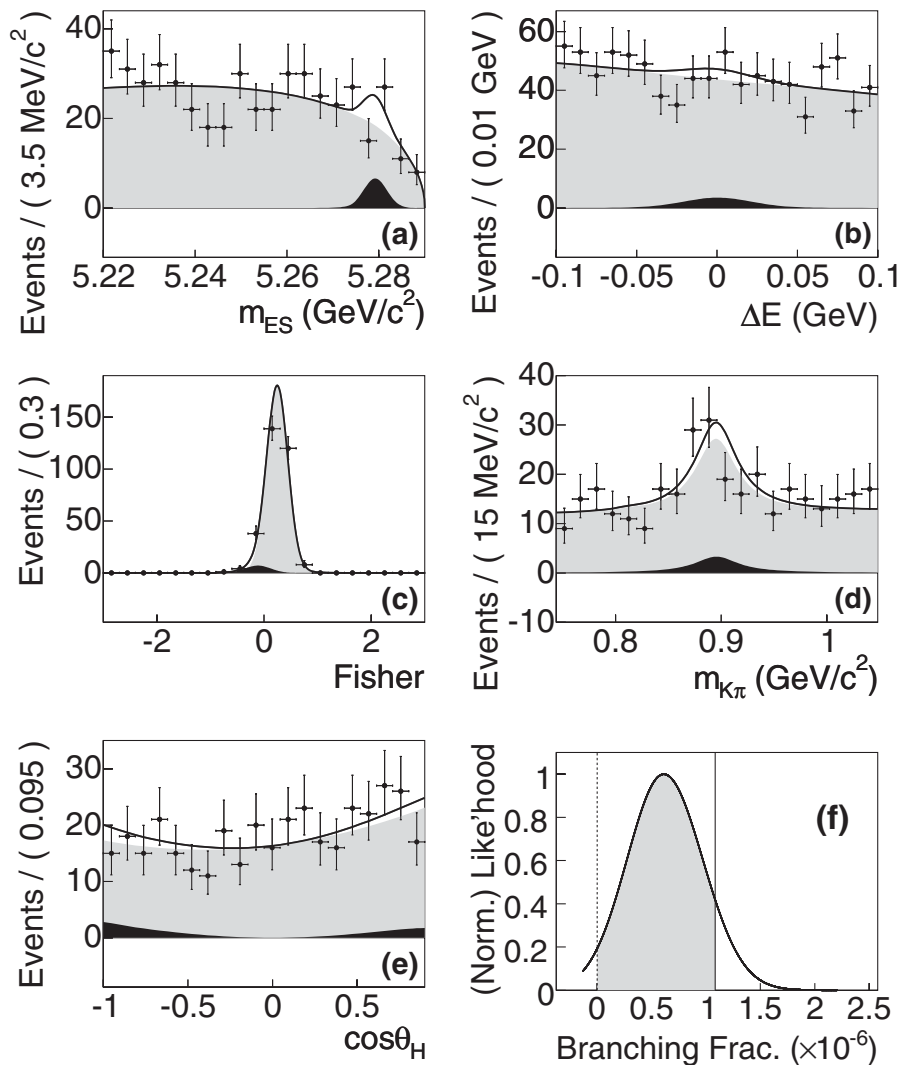 Events / ( 3.5 MeV/c²)
40
20
0
(a)
5.22 5.24 5.26 5.28
m_ES (GeV/c²)
Events / ( 0.01 GeV )
60
40
20
0
(b)
-0.1 -0.05 0 0.05 0.1
ΔE (GeV)
Events / ( 0.3 )
150
100
50
0
(c)
-2 0 2
Fisher
Events / ( 15 MeV/c² )
40
30
20
10
0
-10
(d)
0.8 0.9 1
m_Kπ (GeV/c²)
Events / ( 0.095 )
30
20
10
0
(e)
-1 -0.5 0 0.5
cosθ_H
(Norm.) Like'hood
1
0.8
0.6
0.4
0.2
0
(f)
0 0.5 1 1.5 2 2.5
Branching Frac. (×10⁻⁶)